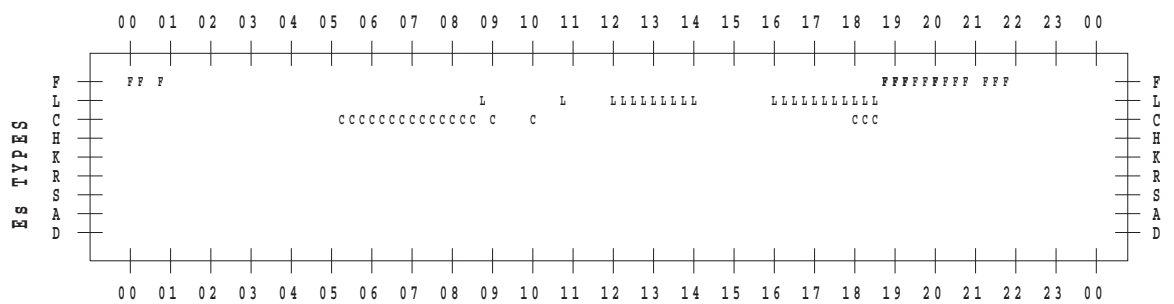 00 01 02 03 04 05 06 07 08 09 10 11 12 13 14 15 16 17 18 19 20 21 22 23 00
F FF F FFFFFFFFF FFF F
L L L LLLLLLLLL LLLLLLLLLLL L
C CCCCCCCCCCCCCC C C CCC C
H H
K K
R R
S S
A A
D D
Es TYPES
00 01 02 03 04 05 06 07 08 09 10 11 12 13 14 15 16 17 18 19 20 21 22 23 00